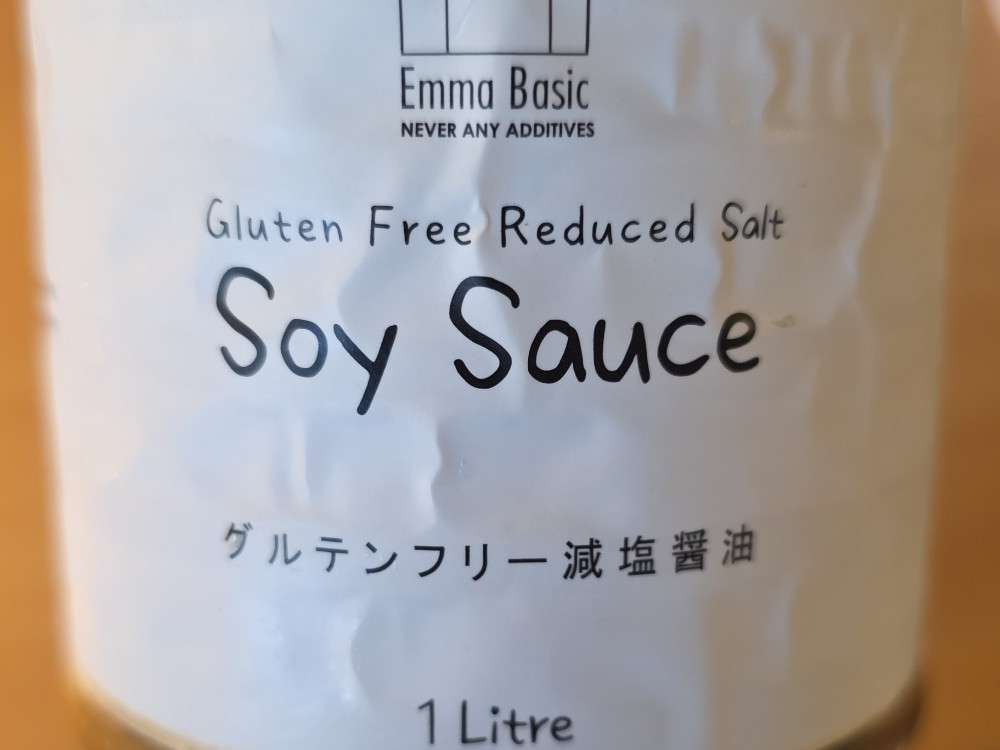 Emma Basic
NEVER ANY ADDITIVES
Gluten Free Reduced Salt
Soy Sauce
グルテンフリー減塩醤油
1 Litre